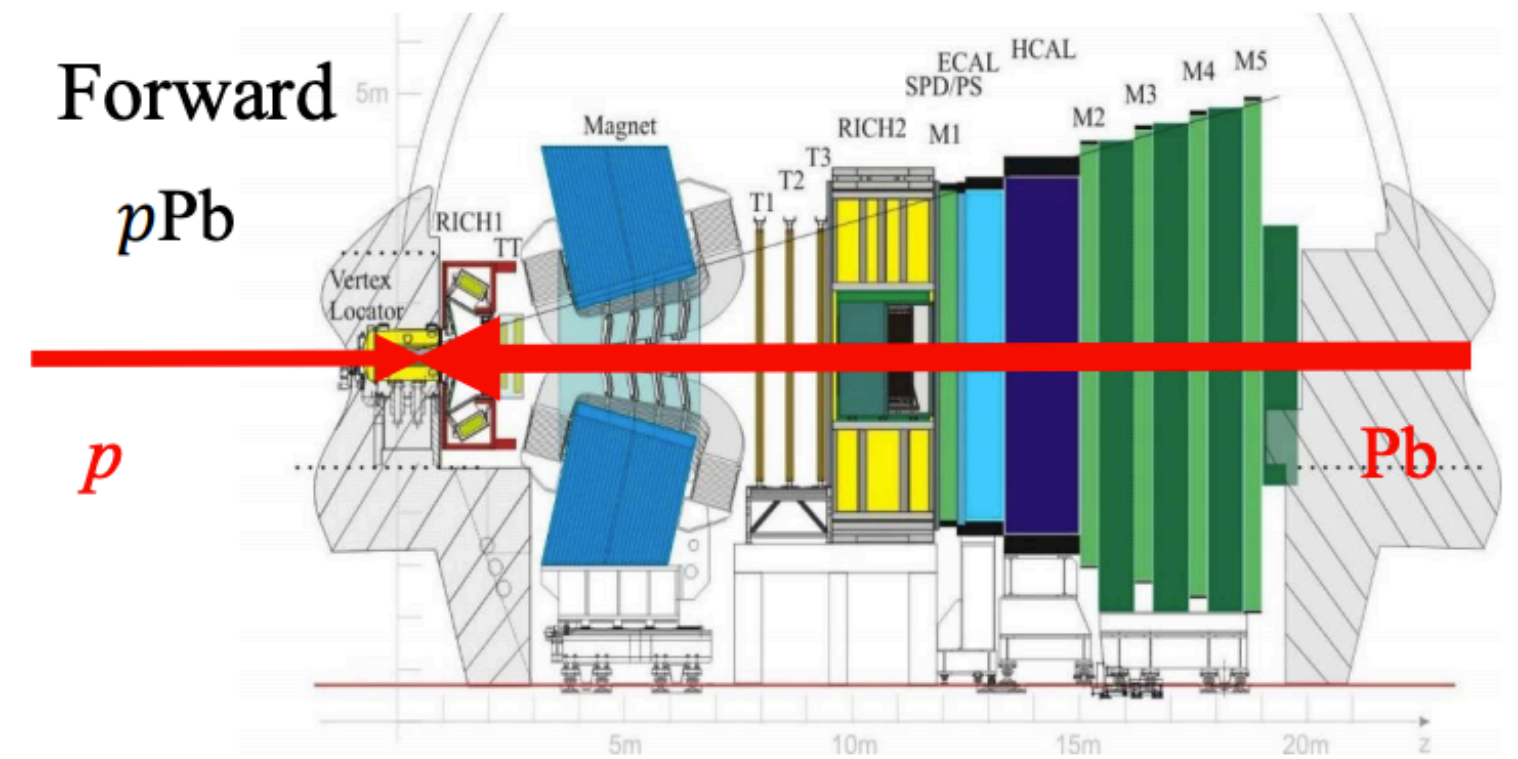 Forward
pPb
5m
Magnet
RICH1
TT
Vertex
Locator
T1
T2
T3
RICH2
M1
SPD/PS
ECAL
HCAL
M2
M3
M4
M5
p
Pb
5m
10m
15m
20m
z